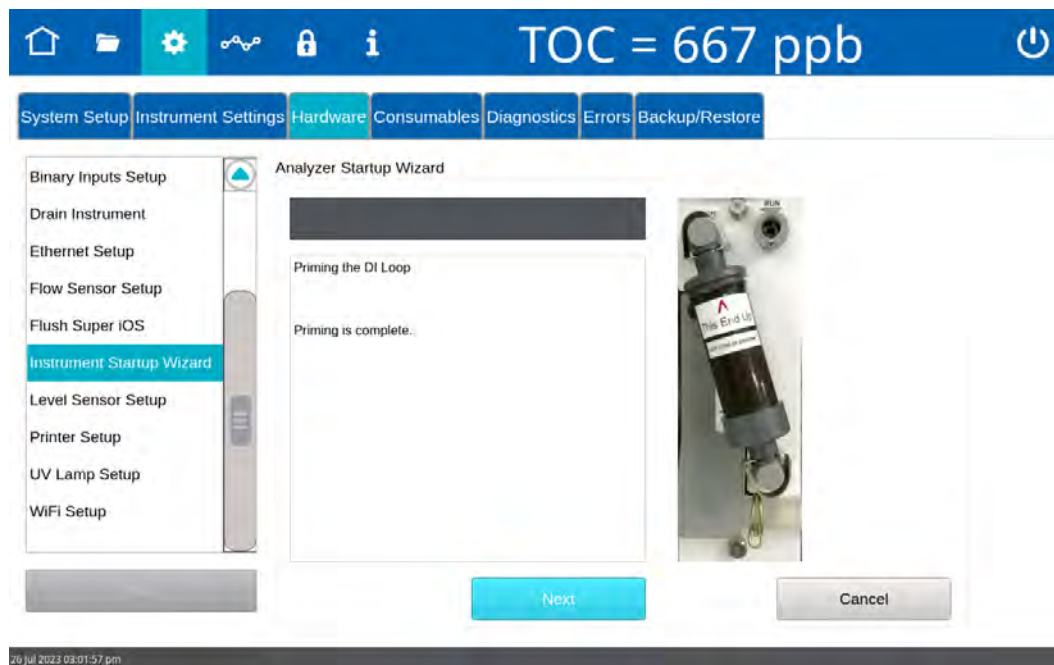 TOC = 667 ppb
System Setup Instrument Settings Hardware Consumables Diagnostics Errors Backup/Restore
Binary Inputs Setup
Drain Instrument
Ethernet Setup
Flow Sensor Setup
Flush Super iOS
Instrument Startup Wizard
Level Sensor Setup
Printer Setup
UV Lamp Setup
WiFi Setup
Analyzer Startup Wizard
Priming the DI Loop
Priming is complete.
RUN
This End Up
Next
Cancel
26 Jul 2023 03:01:57 pm